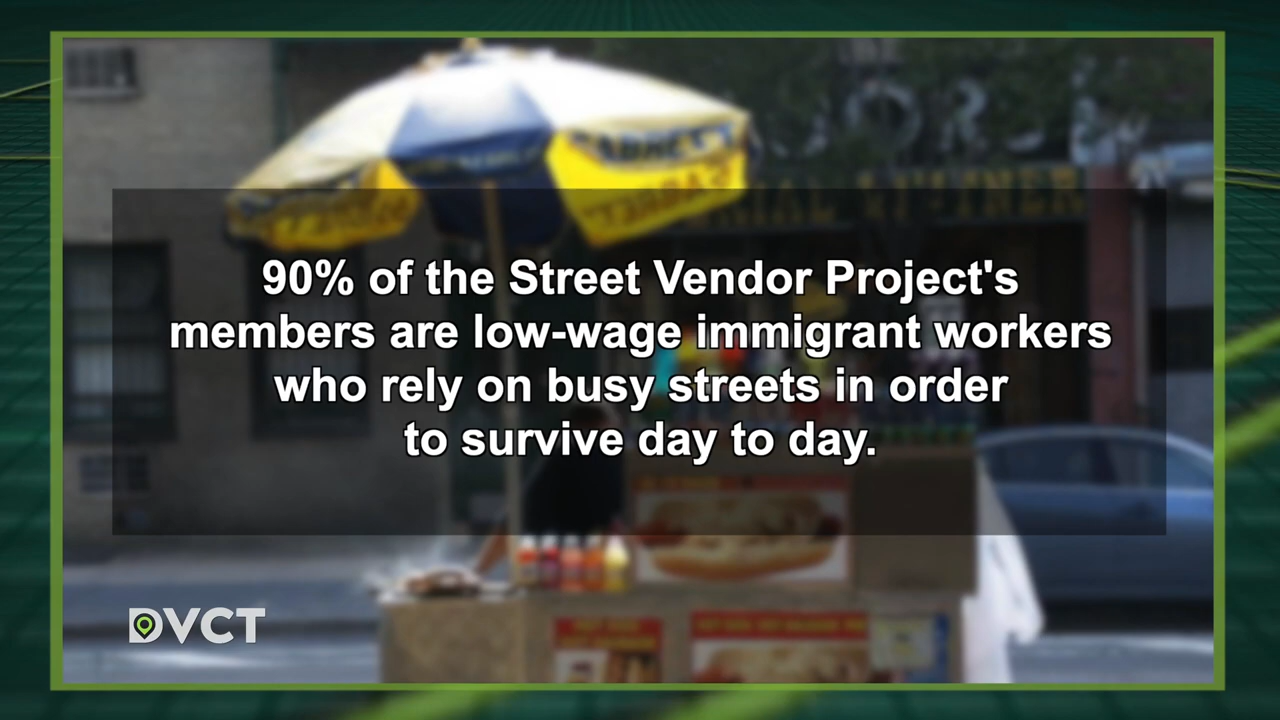 90% of the Street Vendor Project's
members are low-wage immigrant workers
who rely on busy streets in order
to survive day to day.
DVCT